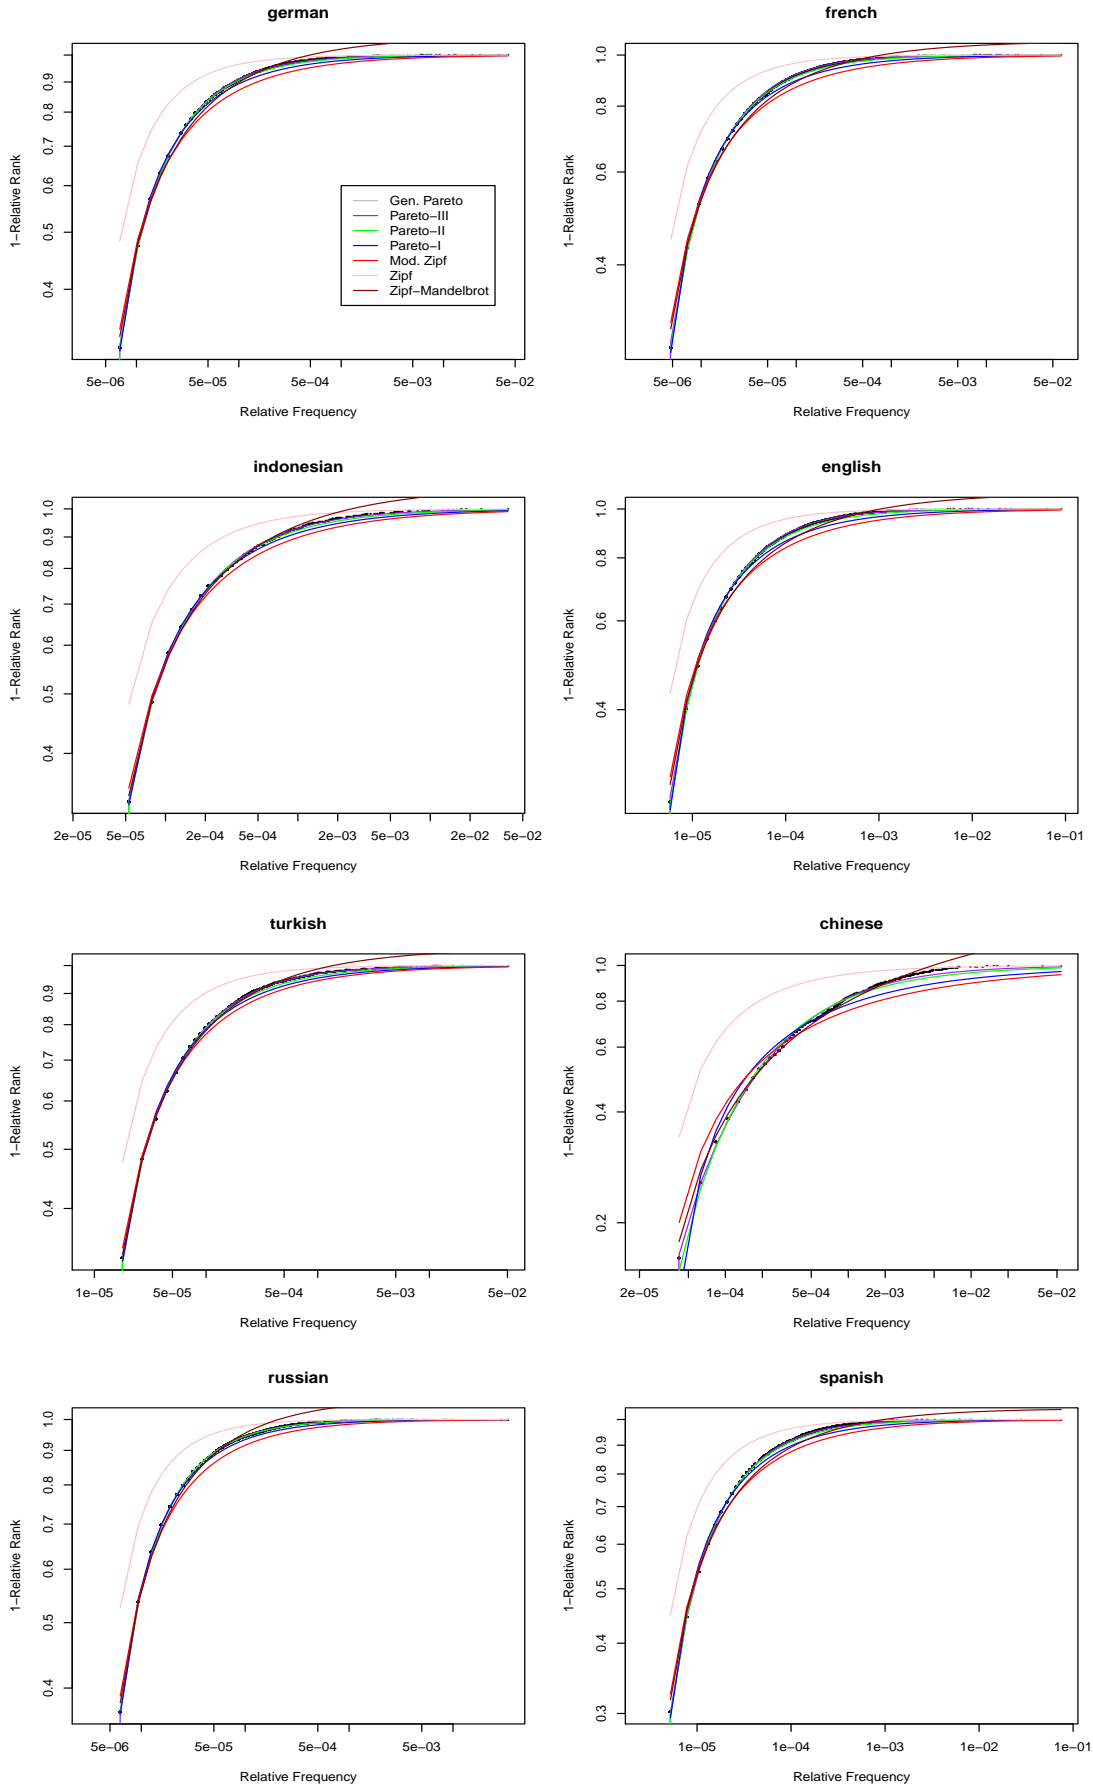 german
1−Relative Rank
0.4 0.5 0.6 0.7 0.8 0.9
Gen. Pareto
Pareto−III
Pareto−II
Pareto−I
Mod. Zipf
Zipf
Zipf−Mandelbrot
5e−06 5e−05 5e−04 5e−03 5e−02
Relative Frequency
french
1−Relative Rank
0.4 0.6 0.8 1.0
5e−06 5e−05 5e−04 5e−03 5e−02
Relative Frequency
indonesian
1−Relative Rank
0.4 0.5 0.6 0.7 0.8 0.9 1.0
2e−05 5e−05 2e−04 5e−04 2e−03 5e−03 2e−02 5e−02
Relative Frequency
english
1−Relative Rank
0.4 0.6 0.8 1.0
1e−05 1e−04 1e−03 1e−02 1e−01
Relative Frequency
turkish
1−Relative Rank
0.4 0.5 0.6 0.7 0.8 0.9
1e−05 5e−05 5e−04 5e−03 5e−02
Relative Frequency
chinese
1−Relative Rank
0.2 0.4 0.6 0.8 1.0
2e−05 1e−04 5e−04 2e−03 1e−02 5e−02
Relative Frequency
russian
1−Relative Rank
0.4 0.5 0.6 0.7 0.8 0.9 1.0
5e−06 5e−05 5e−04 5e−03
Relative Frequency
spanish
1−Relative Rank
0.3 0.4 0.5 0.6 0.7 0.8 0.9
1e−05 1e−04 1e−03 1e−02 1e−01
Relative Frequency